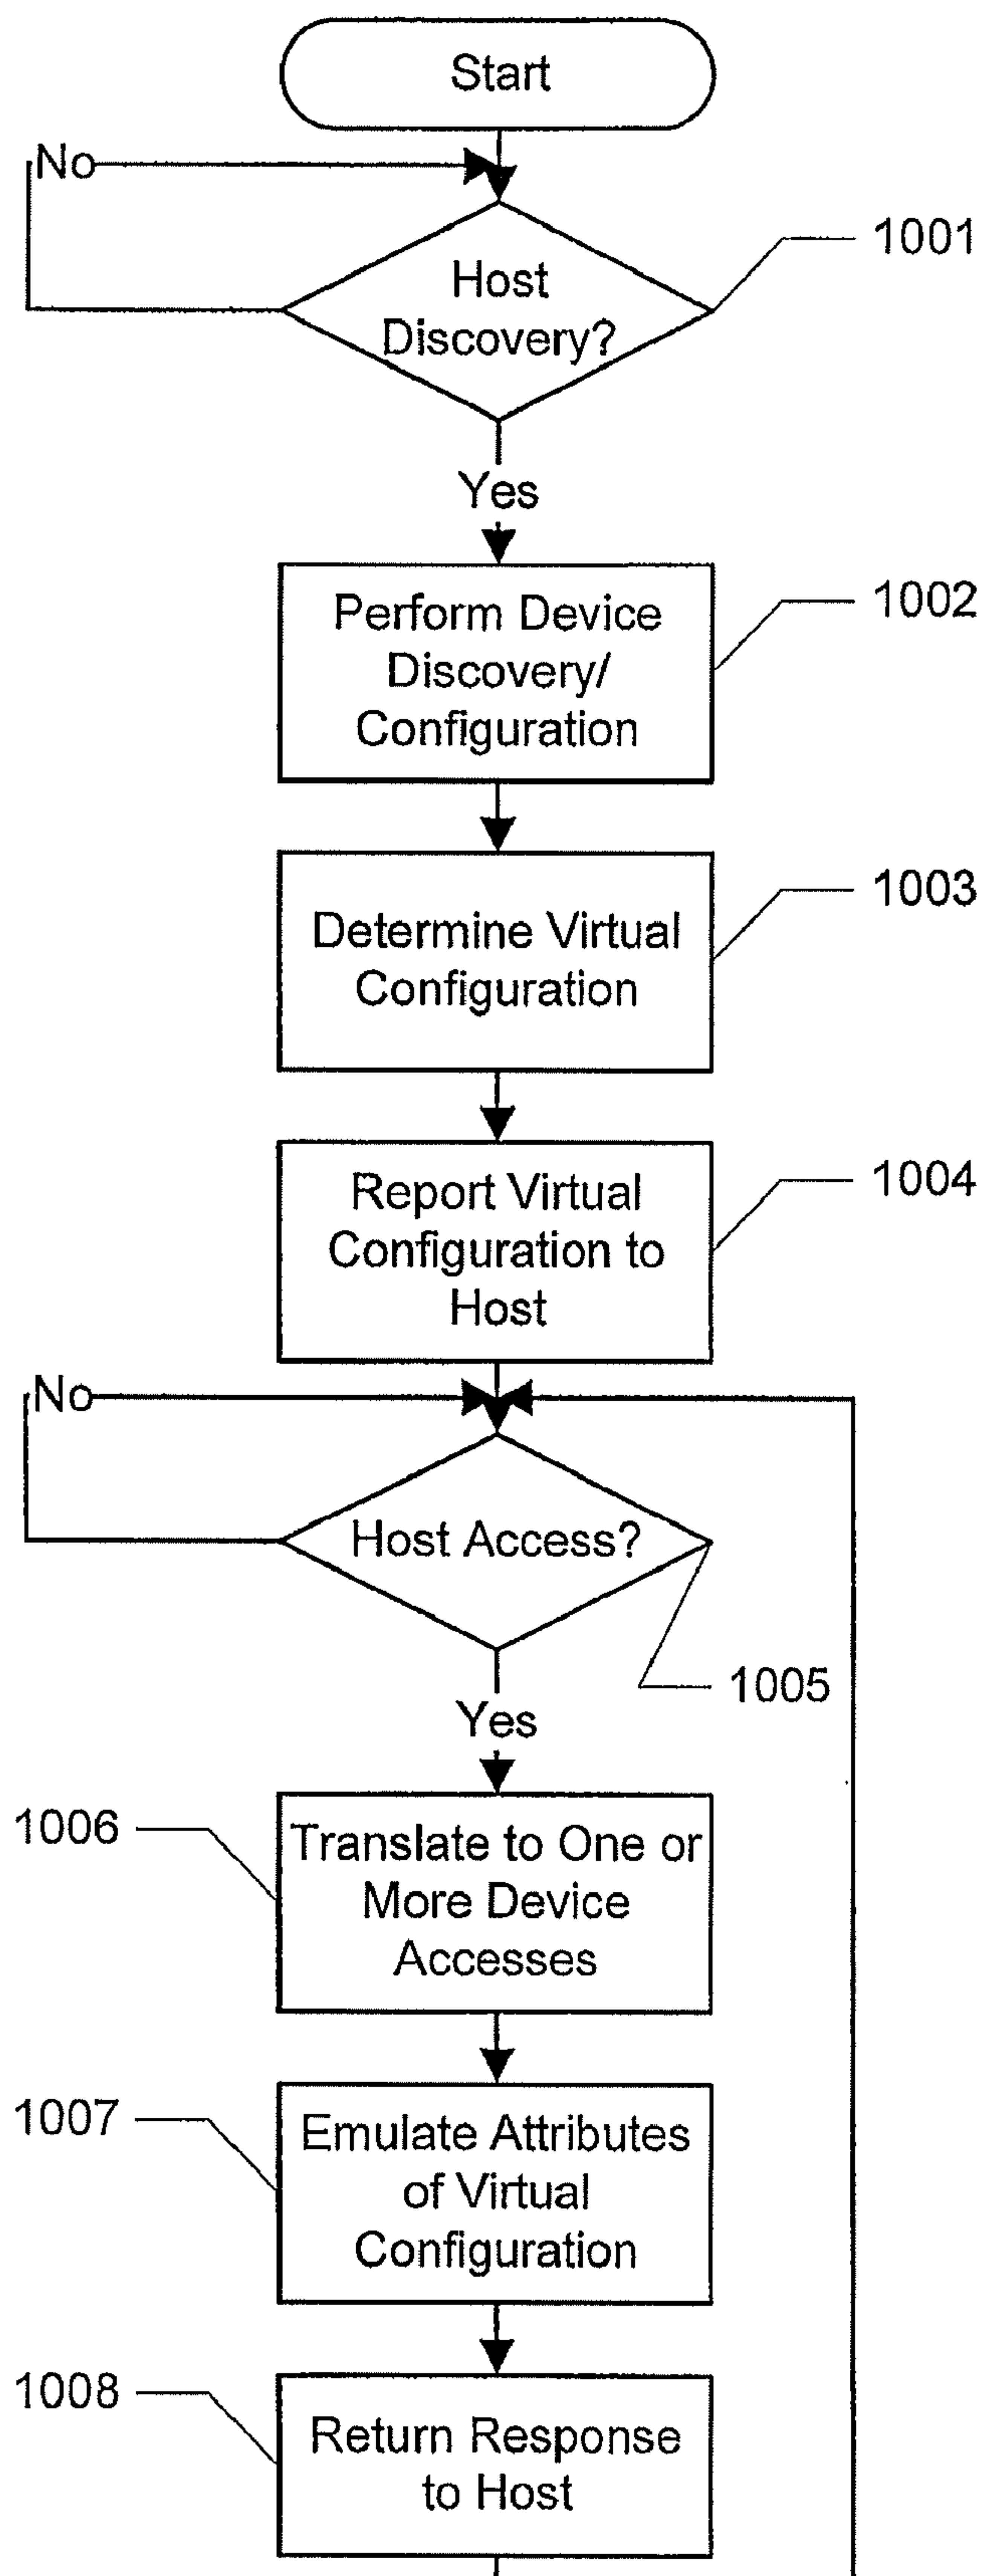 Start
No
1001
Host
Discovery?
Yes
1002
Perform Device
Discovery/
Configuration
1003
Determine Virtual
Configuration
1004
Report Virtual
Configuration to
Host
No
Host Access?
1005
Yes
1006
Translate to One or
More Device
Accesses
1007
Emulate Attributes
of Virtual
Configuration
1008
Return Response
to Host